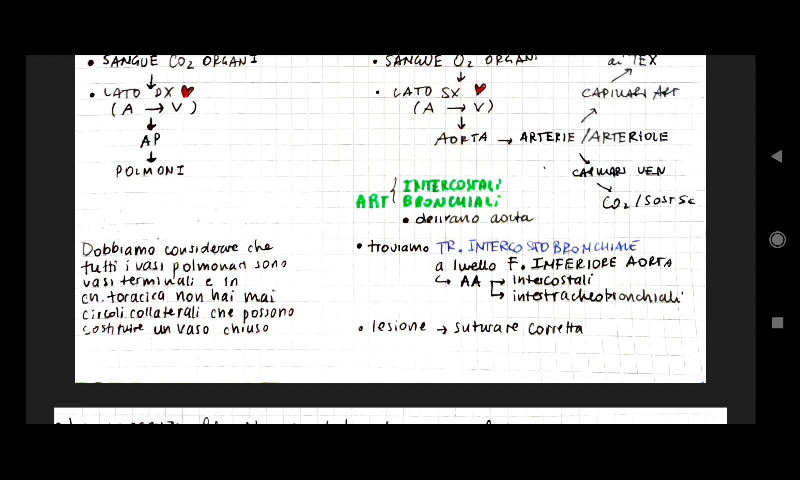 • SANGUE CO2 ORGANI
↓
• LATO DX ♥
(A → V)
↓
AP
↓
POLMONI
Dobbiamo considerare che
tutti i vasi polmonari sono
vasi terminali e in
ch. toracica non hai mai
circoli collaterali che possono
sostituire un vaso chiuso
• SANGUE O2 ORGANI
↓
• LATO SX ♥
(A → V)
↓
AORTA → ARTERIE / ARTERIOLE
ai TEX
CAPILLARI ART
CAPILLARI VEN
CO2 / SOST SC
ART { INTERCOSTALI
BRONCHIALI
• derivano aorta
• troviamo TR. INTERCOSTOBRONCHIALE
a livello F. INFERIORE AORTA
↳ AA → intercostali
→ intertracheobronchiali
• lesione → suturare corretta